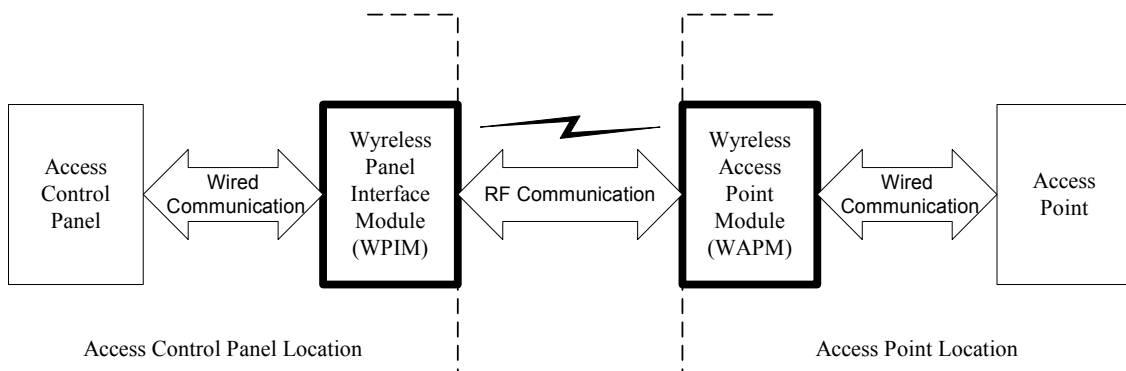 Access
Control
Panel
Wired
Communication
Wyreless
Panel
Interface
Module
(WPIM)
RF Communication
Wyreless
Access
Point
Module
(WAPM)
Wired
Communication
Access
Point
Access Control Panel Location
Access Point Location